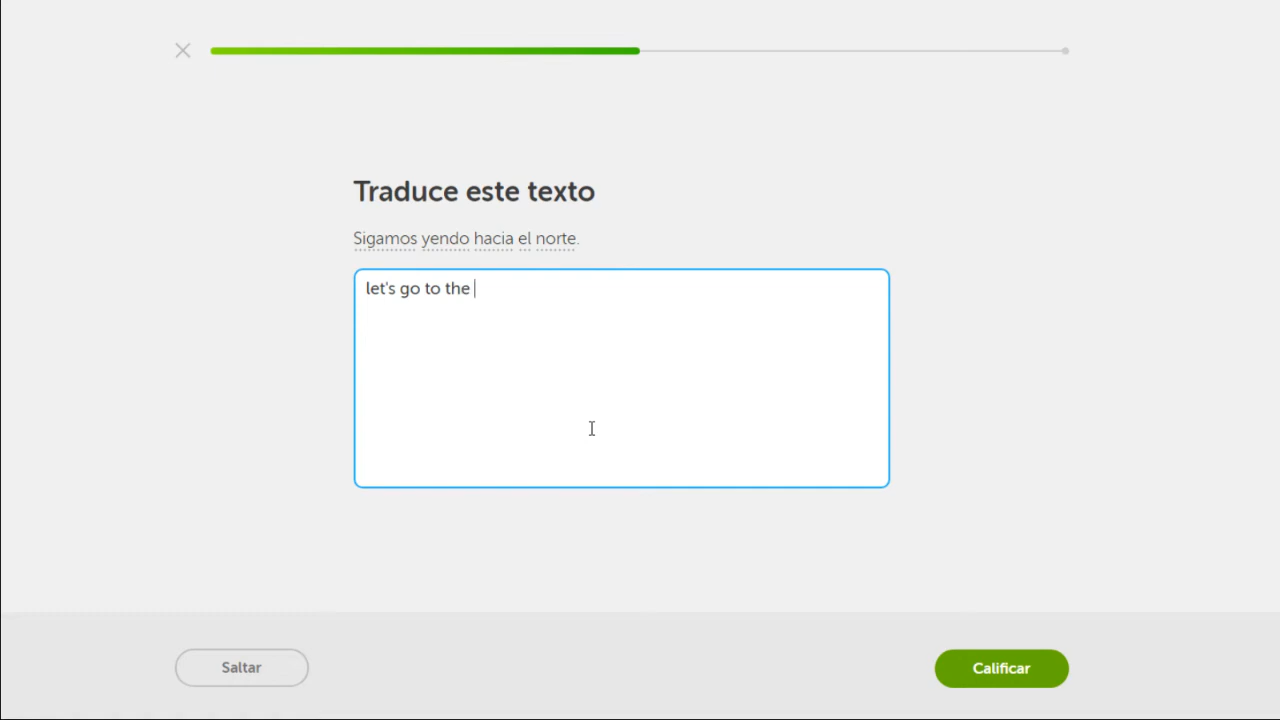 Traduce este texto
Sigamos yendo hacia el norte.
let's go to the
Saltar
Calificar